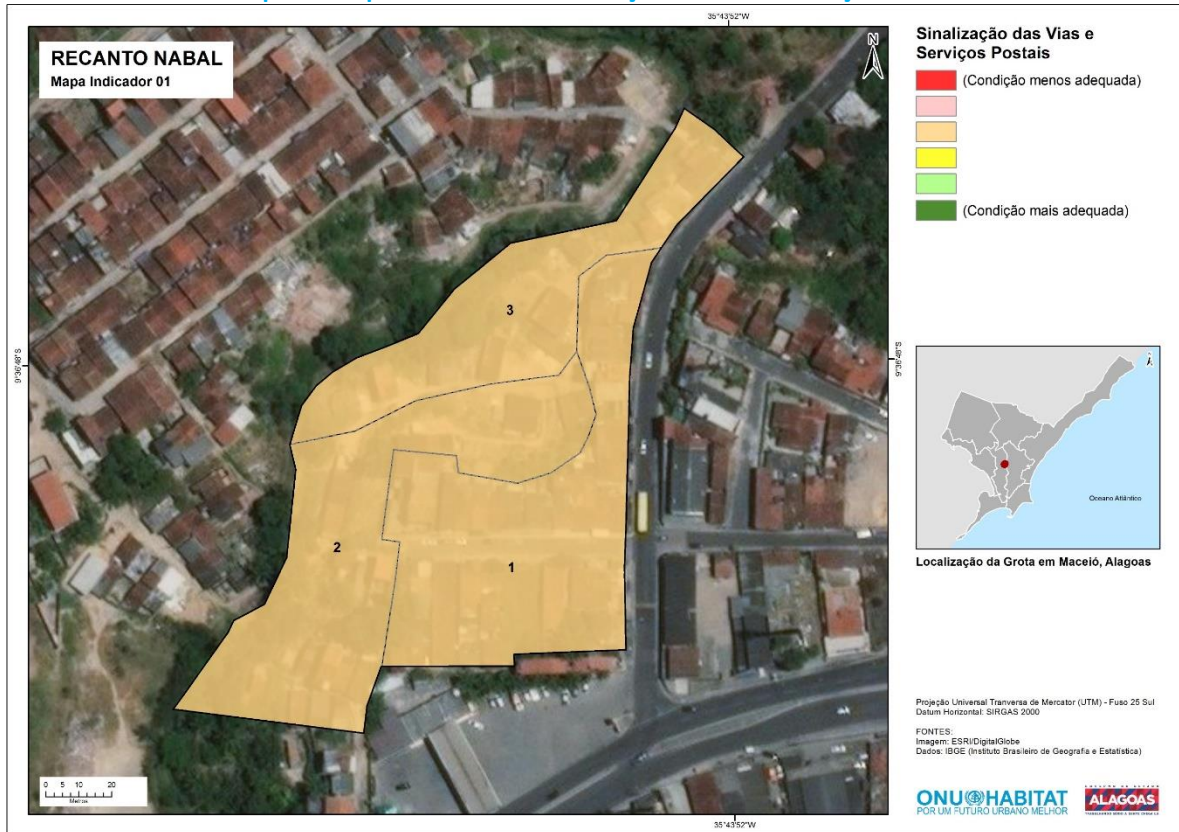 35°43'52"W
RECANTO NABAL
Mapa Indicador 01
N
Sinalização das Vias e
Serviços Postais
(Condição menos adequada)
(Condição mais adequada)
3
2
1
9°36'48"S
9°36'48"S
Oceano Atlântico
Localização da Grota em Maceió, Alagoas
Projeção Universal Tranversa de Mercator (UTM) - Fuso 25 Sul
Datum Horizontal: SIRGAS 2000
FONTES:
Imagem: ESRI/DigitalGlobe
Dados: IBGE (Instituto Brasileiro de Geografia e Estatística)
0 5 10 20
Metros
ONU HABITAT
POR UM FUTURO URBANO MELHOR
ALAGOAS
35°43'52"W